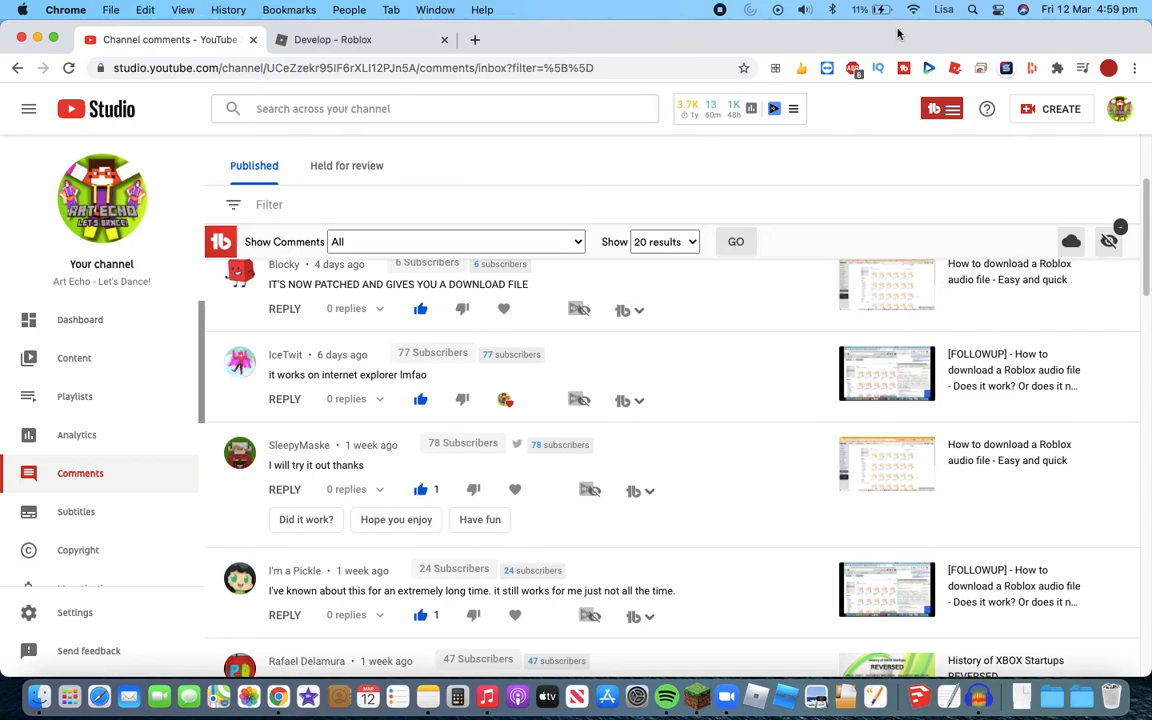 Chrome File Edit View History Bookmarks People Tab Window Help 11% Lisa Fri 12 Mar 4:59 pm
Channel comments - YouTube Develop - Roblox
studio.youtube.com/channel/UCeZzekr95IF6rXLI12PJn5A/comments/inbox?filter=%5B%5D
Studio Search across your channel 3.7K 13 1K CREATE
1y 60m 48h
Published Held for review
Filter
ART ECHO
LET'S DANCE!
Show Comments All Show 20 results GO
Your channel
Art Echo - Let's Dance!
Dashboard
Content
Playlists
Analytics
Comments
Subtitles
Copyright
Settings
Send feedback
Blocky • 4 days ago 6 Subscribers 6 subscribers
IT'S NOW PATCHED AND GIVES YOU A DOWNLOAD FILE
REPLY 0 replies
How to download a Roblox
audio file - Easy and quick
IceTwit • 6 days ago 77 Subscribers 77 subscribers
it works on internet explorer lmfao
REPLY 0 replies
[FOLLOWUP] - How to
download a Roblox audio file
- Does it work? Or does it n...
SleepyMaske • 1 week ago 78 Subscribers 78 subscribers
I will try it out thanks
REPLY 0 replies 1
Did it work? Hope you enjoy Have fun
How to download a Roblox
audio file - Easy and quick
I'm a Pickle • 1 week ago 24 Subscribers 24 subscribers
I've known about this for an extremely long time. it still works for me just not all the time.
REPLY 0 replies 1
[FOLLOWUP] - How to
download a Roblox audio file
- Does it work? Or does it n...
Rafael Delamura • 1 week ago 47 Subscribers 47 subscribers
History of XBOX Startups
REVERSED